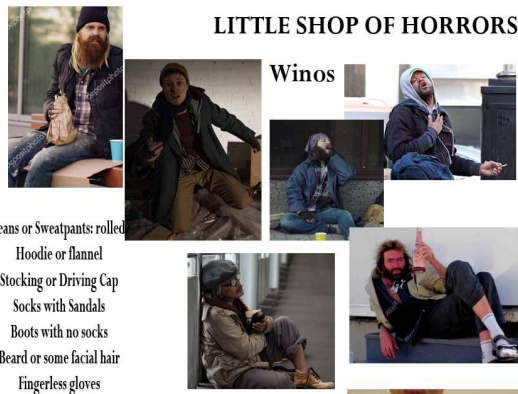 LITTLE SHOP OF HORRORS
Winos
eans or Sweatpants: rolled
Hoodie or flannel
Stocking or Driving Cap
Socks with Sandals
Boots with no socks
Beard or some facial hair
Fingerless gloves